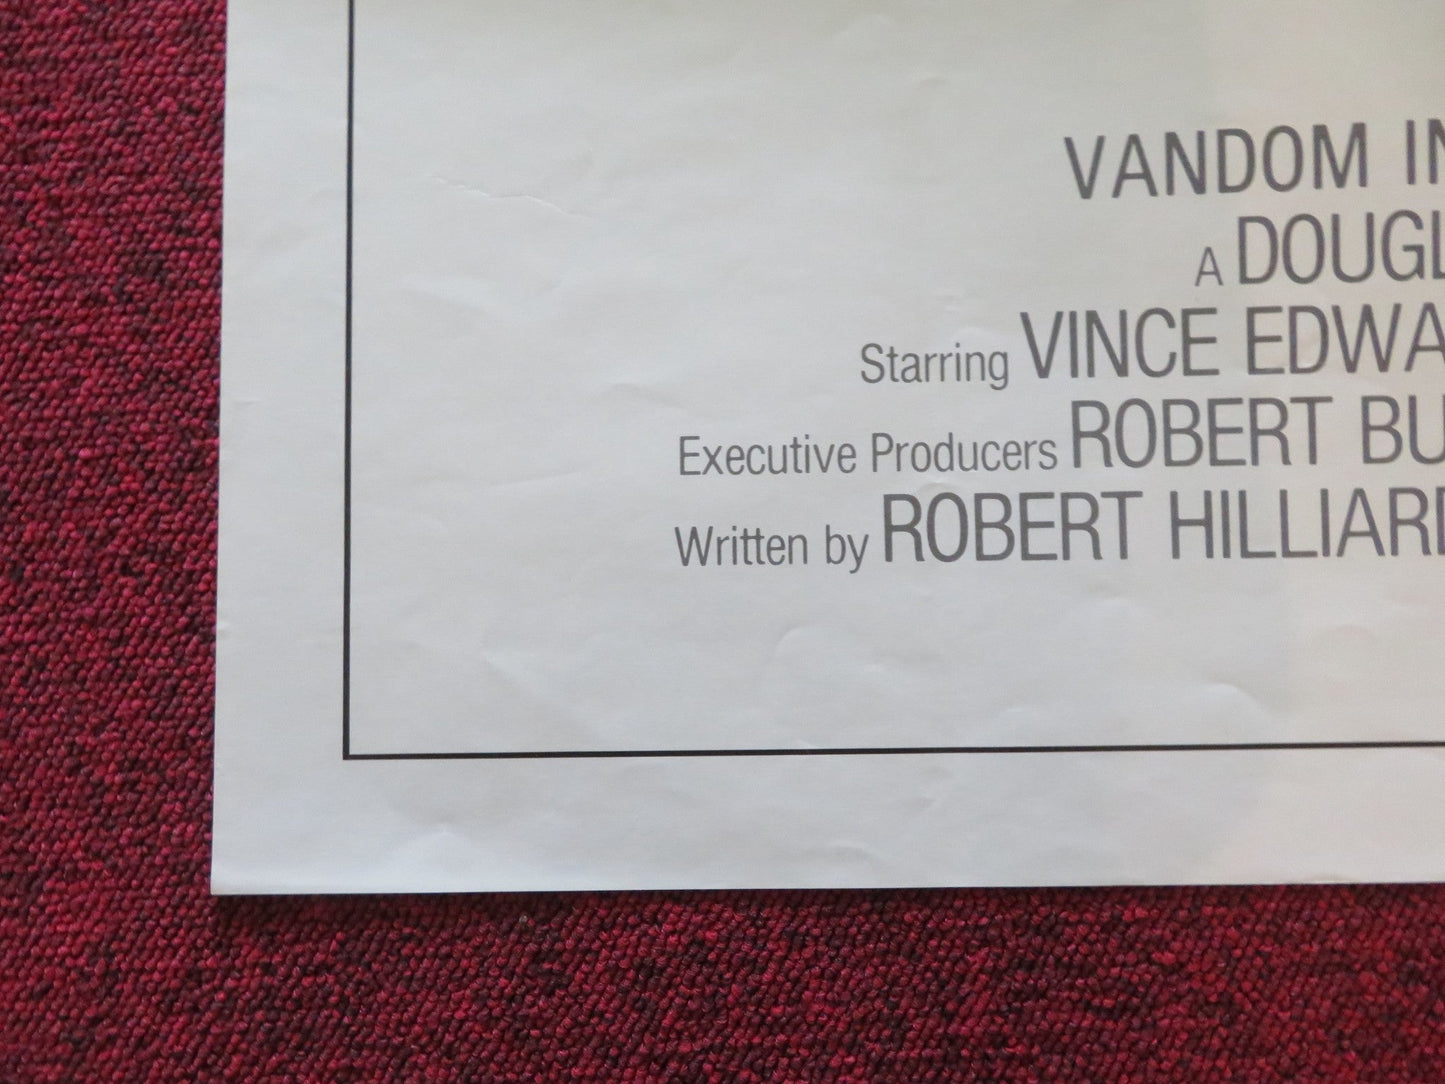 VANDOM IN
A DOUGL
Starring VINCE EDWA
Executive Producers ROBERT BU
Written by ROBERT HILLIARD